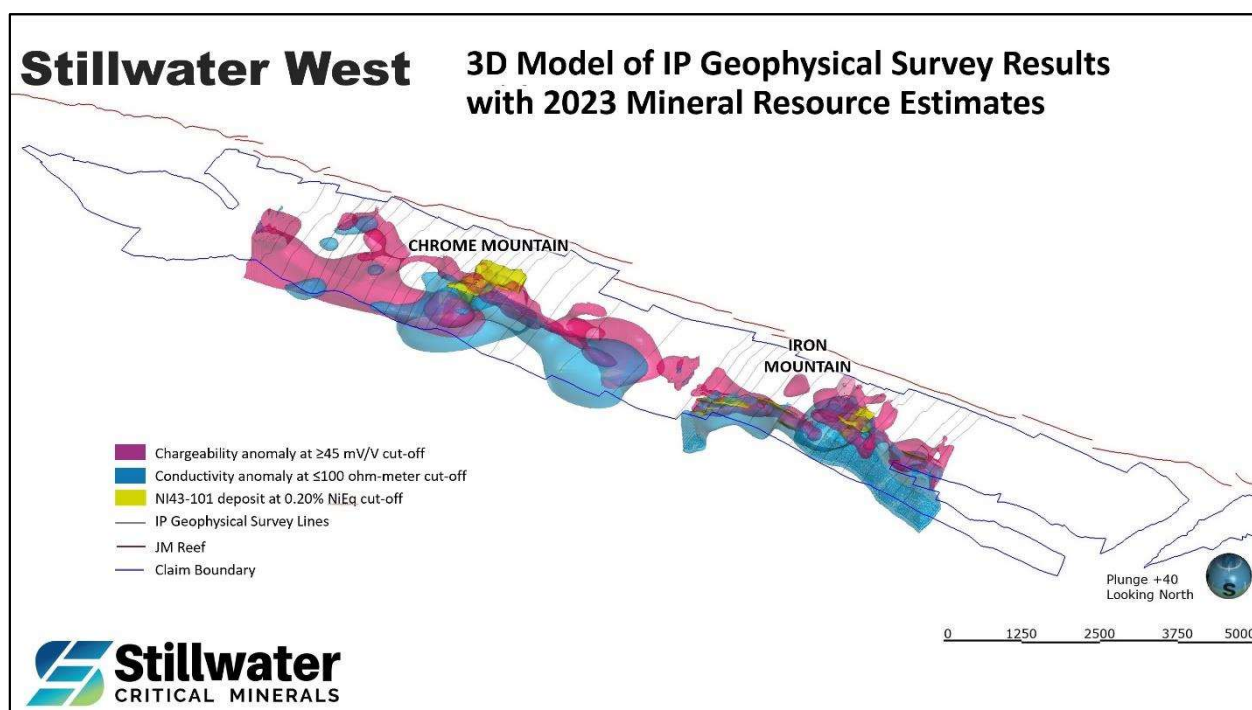 Stillwater West
3D Model of IP Geophysical Survey Results
with 2023 Mineral Resource Estimates
CHROME MOUNTAIN
IRON
MOUNTAIN
Chargeability anomaly at ≥45 mV/V cut-off
Conductivity anomaly at ≤100 ohm-meter cut-off
NI43-101 deposit at 0.20% NiEq cut-off
IP Geophysical Survey Lines
JM Reef
Claim Boundary
Plunge +40
Looking North
S
0 1250 2500 3750 5000
Stillwater
CRITICAL MINERALS